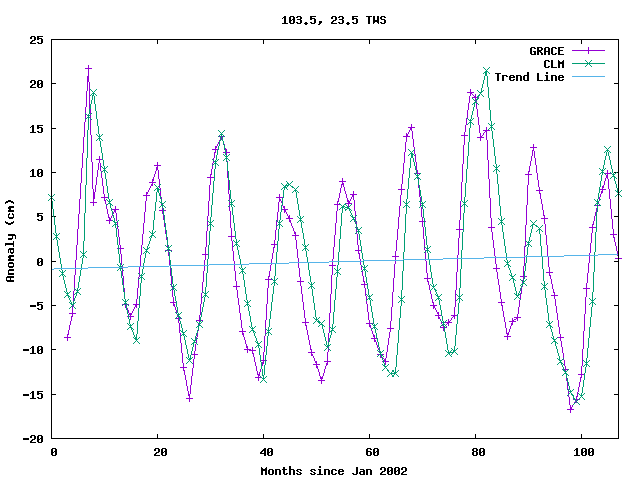 103.5, 23.5 TWS
GRACE
CLM
Trend Line
Anomaly (cm)
25
20
15
10
5
0
-5
-10
-15
-20
0 20 40 60 80 100
Months since Jan 2002